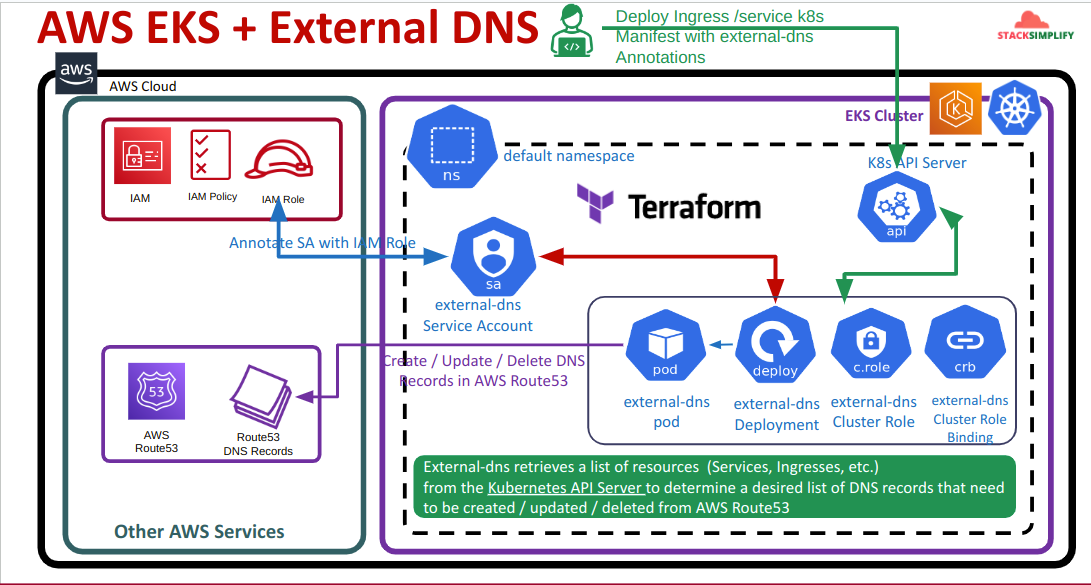 AWS EKS + External DNS
Deploy Ingress /service k8s
Manifest with external-dns
Annotations
STACKSIMPLIFY
aws
AWS Cloud
EKS Cluster
K
ns
default namespace
K8s API Server
IAM
IAM Policy
IAM Role
Terraform
api
Annotate SA with IAM Role
sa
external-dns
Service Account
Create / Update / Delete DNS
Records in AWS Route53
pod
deploy
c.role
crb
external-dns
pod
external-dns
Deployment
external-dns
Cluster Role
external-dns
Cluster Role
Binding
53
AWS
Route53
Route53
DNS Records
External-dns retrieves a list of resources (Services, Ingresses, etc.)
from the Kubernetes API Server to determine a desired list of DNS records that need
to be created / updated / deleted from AWS Route53
Other AWS Services